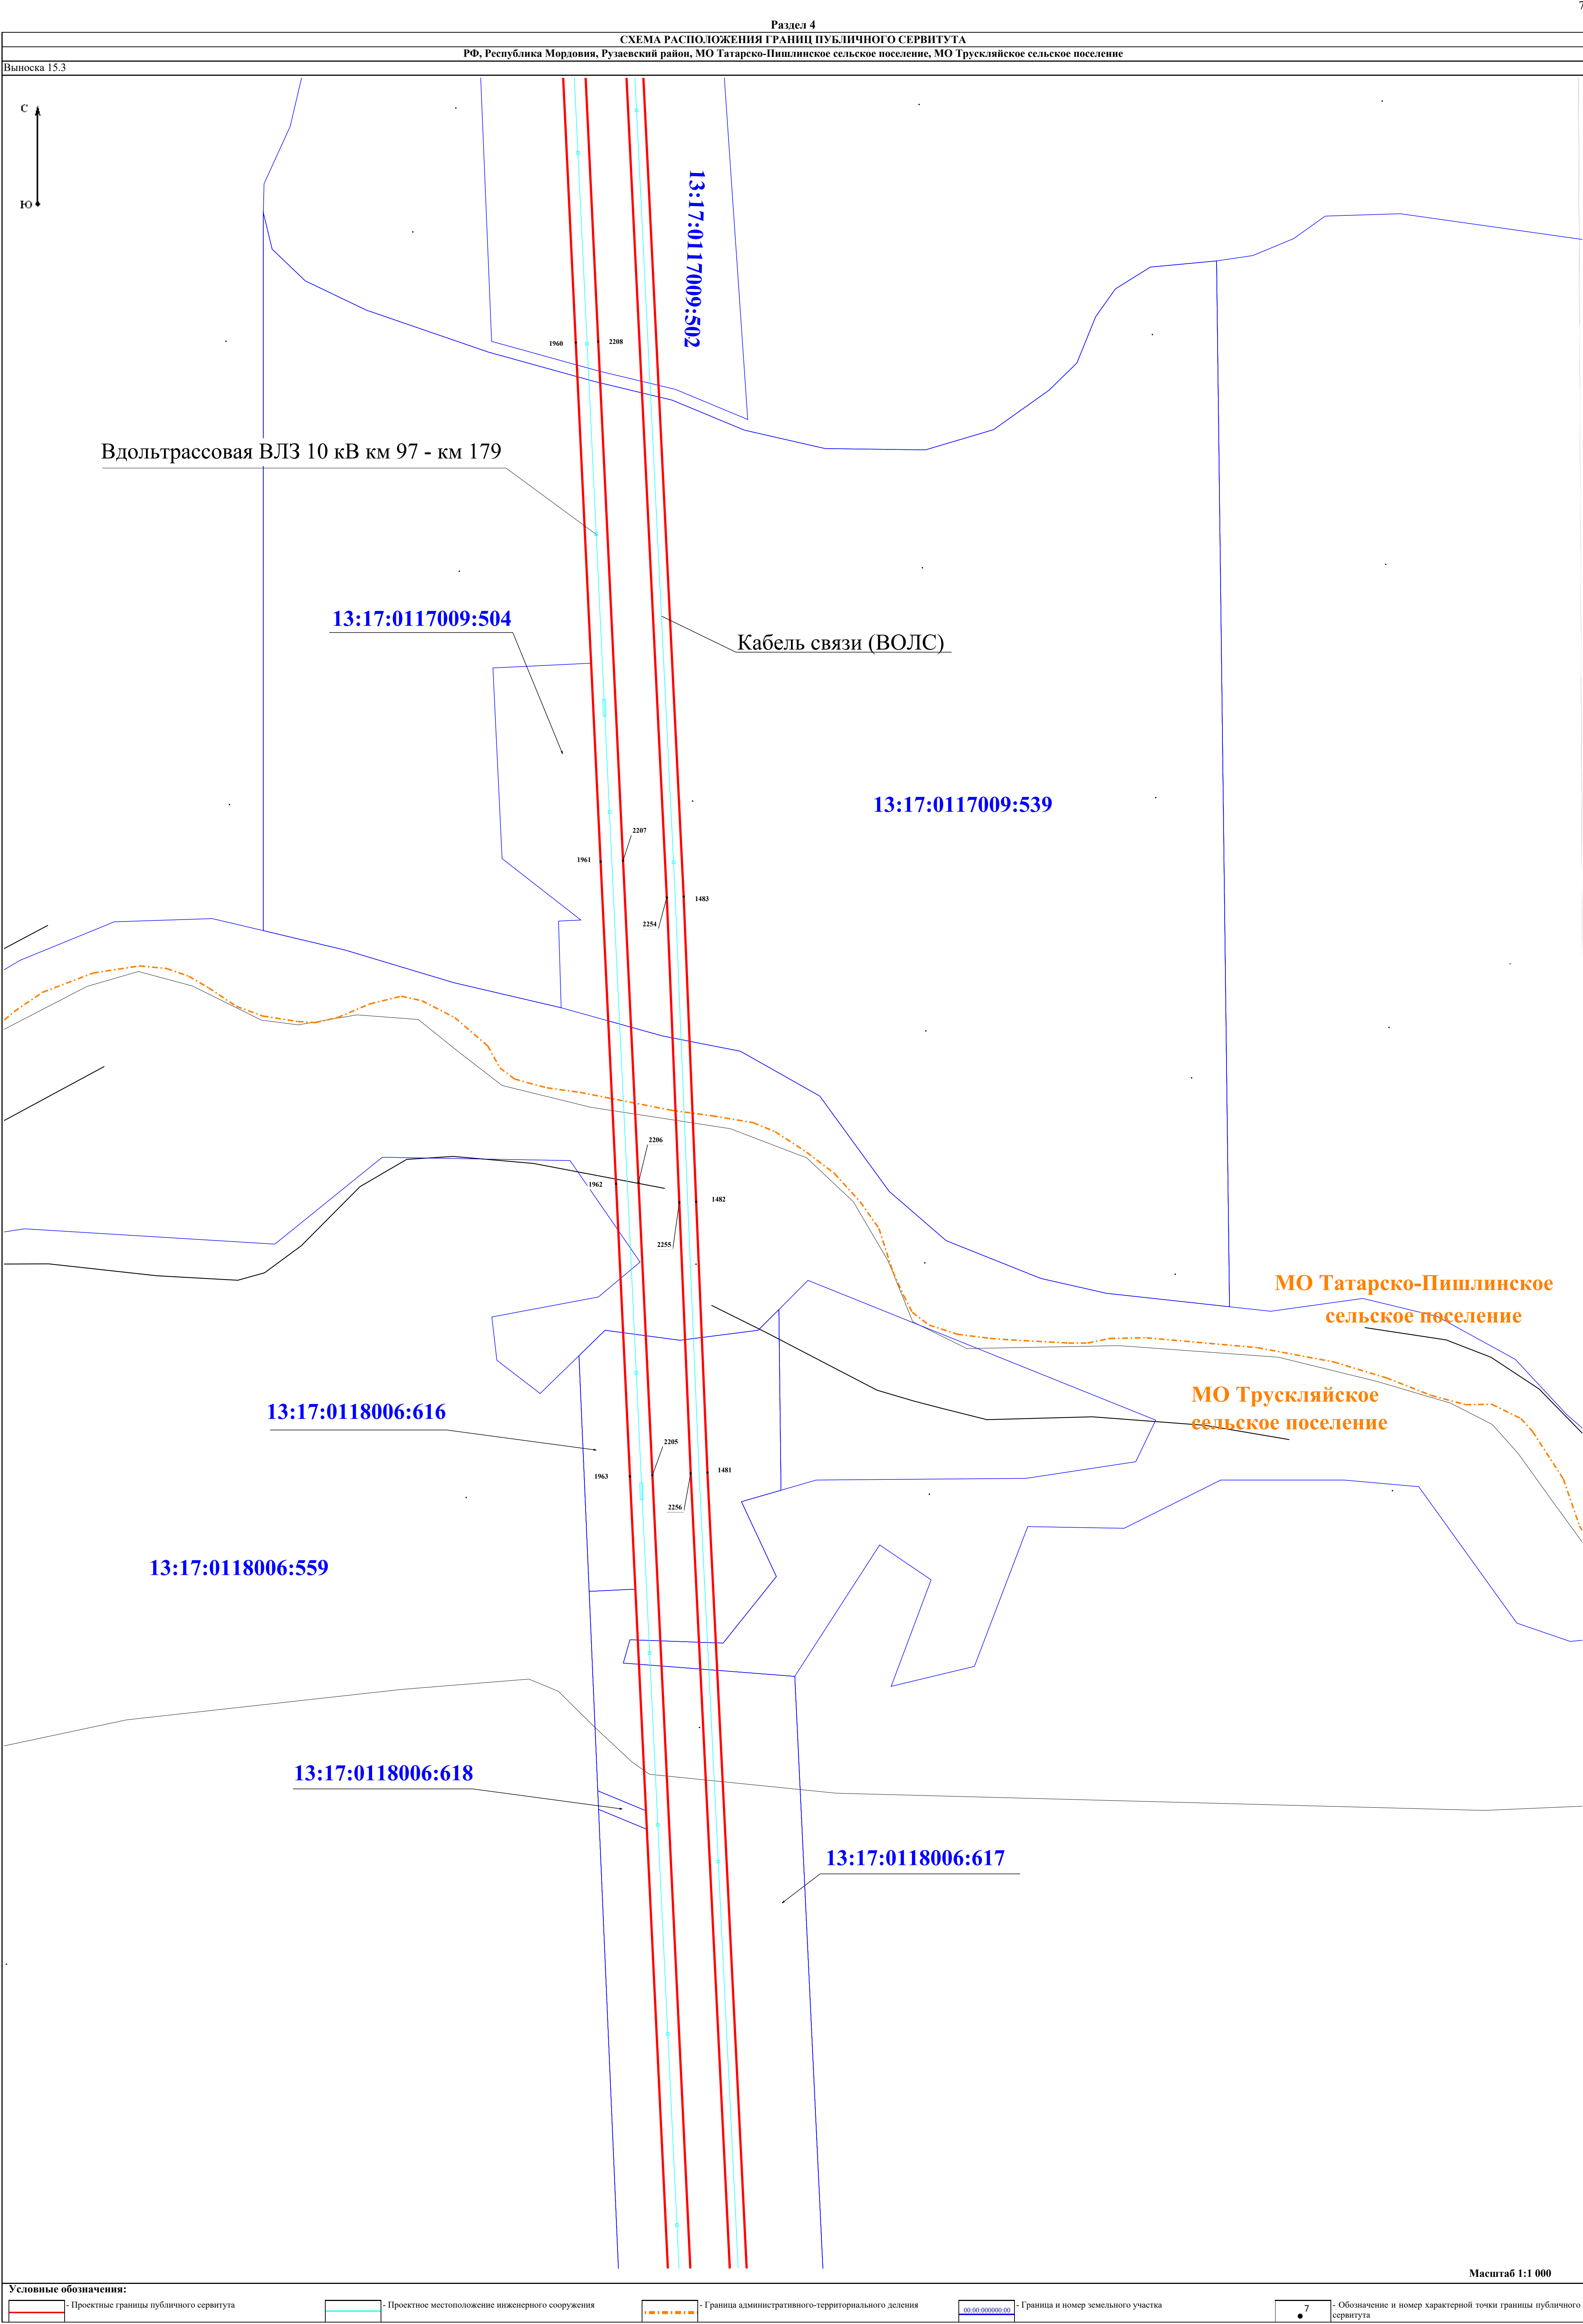 7
Раздел 4
СХЕМА РАСПОЛОЖЕНИЯ ГРАНИЦ ПУБЛИЧНОГО СЕРВИТУТА
РФ, Республика Мордовия, Рузаевский район, МО Татарско-Пишлинское сельское поселение, МО Трускляйское сельское поселение
Выноска 15.3
С
Ю
13:17:0117009:502
1960
2208
Вдольтрассовая ВЛЗ 10 кВ км 97 - км 179
13:17:0117009:504
Кабель связи (ВОЛС)
13:17:0117009:539
2207
1961
1483
2254
2206
1962
1482
2255
МО Татарско-Пишлинское
сельское поселение
МО Трускляйское
сельское поселение
13:17:0118006:616
2205
1963
1481
2256
13:17:0118006:559
13:17:0118006:618
13:17:0118006:617
Масштаб 1:1 000
Условные обозначения:
- Проектные границы публичного сервитута
- Проектное местоположение инженерного сооружения
- Граница административного-территориального деления
00:00:000000:00
- Граница и номер земельного участка
7
- Обозначение и номер характерной точки границы публичного
сервитута